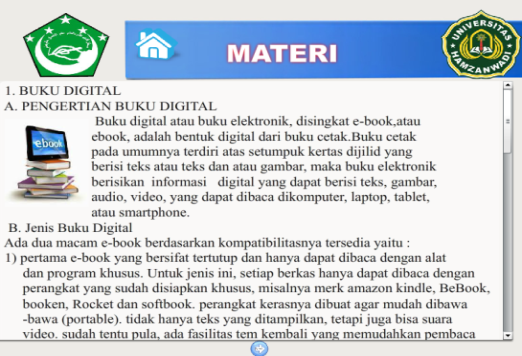 MATERI
UNIVERSITAS
HAMZANWADI
1. BUKU DIGITAL
A. PENGERTIAN BUKU DIGITAL
Buku digital atau buku elektronik, disingkat e-book,atau
ebook, adalah bentuk digital dari buku cetak.Buku cetak
pada umumnya terdiri atas setumpuk kertas dijilid yang
berisi teks atau teks dan atau gambar, maka buku elektronik
berisikan informasi digital yang dapat berisi teks, gambar,
audio, video, yang dapat dibaca dikomputer, laptop, tablet,
atau smartphone.
ebook
B. Jenis Buku Digital
Ada dua macam e-book berdasarkan kompatibilitasnya tersedia yaitu :
1) pertama e-book yang bersifat tertutup dan hanya dapat dibaca dengan alat
dan program khusus. Untuk jenis ini, setiap berkas hanya dapat dibaca dengan
perangkat yang sudah disiapkan khusus, misalnya merk amazon kindle, BeBook,
booken, Rocket dan softbook. perangkat kerasnya dibuat agar mudah dibawa
-bawa (portable). tidak hanya teks yang ditampilkan, tetapi juga bisa suara
video. sudah tentu pula, ada fasilitas tem kembali yang memudahkan pembaca